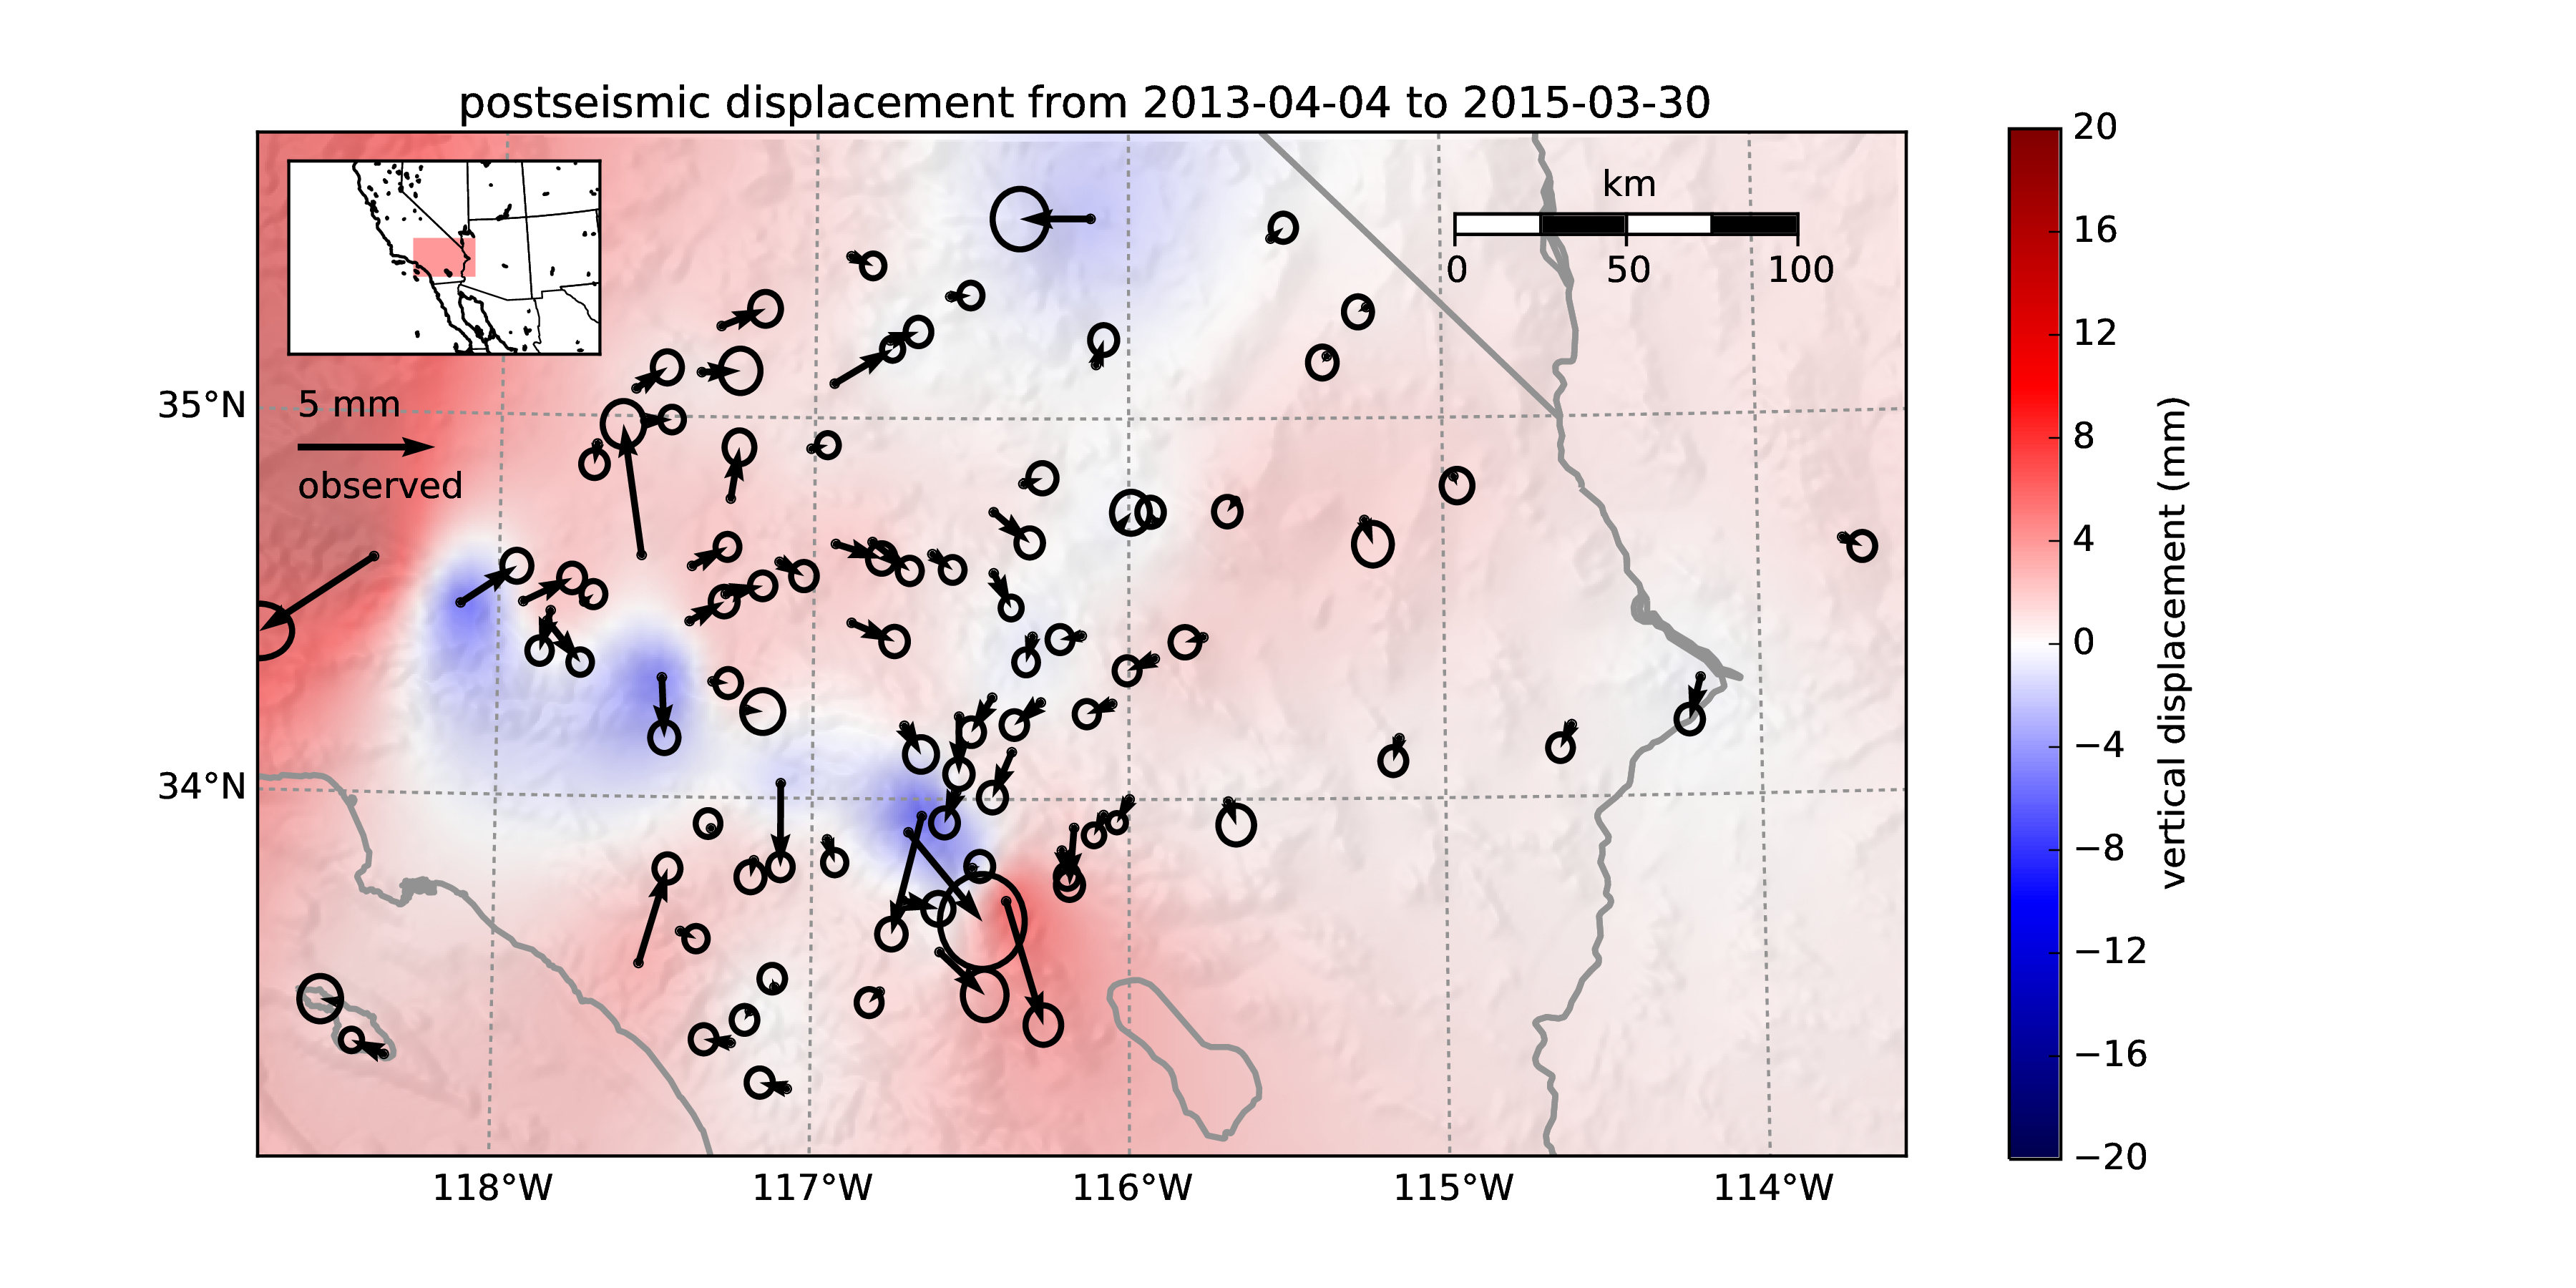 postseismic displacement from 2013-04-04 to 2015-03-30
km
0 50 100
5 mm
observed
35°N
34°N
118°W 117°W 116°W 115°W 114°W
20
16
12
8
4
0
−4
−8
−12
−16
−20
vertical displacement (mm)